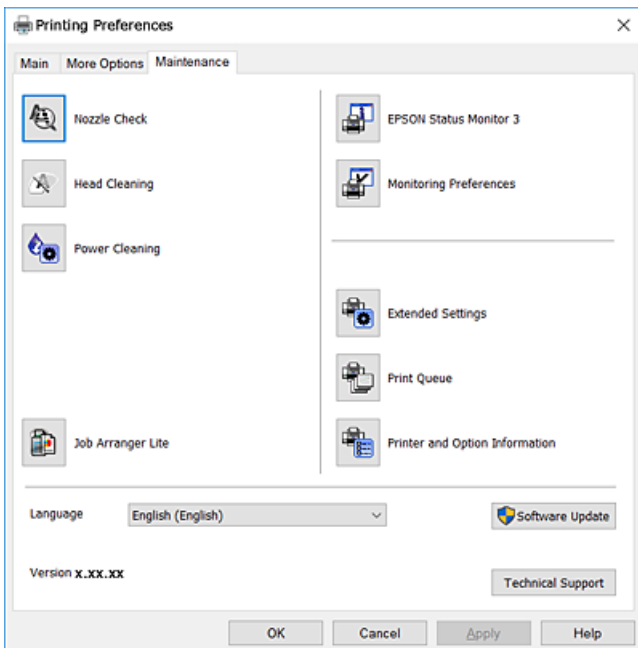 Printing Preferences
Main More Options Maintenance
Nozzle Check
EPSON Status Monitor 3
Head Cleaning
Monitoring Preferences
Power Cleaning
Extended Settings
Print Queue
Job Arranger Lite
Printer and Option Information
Language English (English)
Software Update
Version x.xx.xx
Technical Support
OK Cancel Apply Help